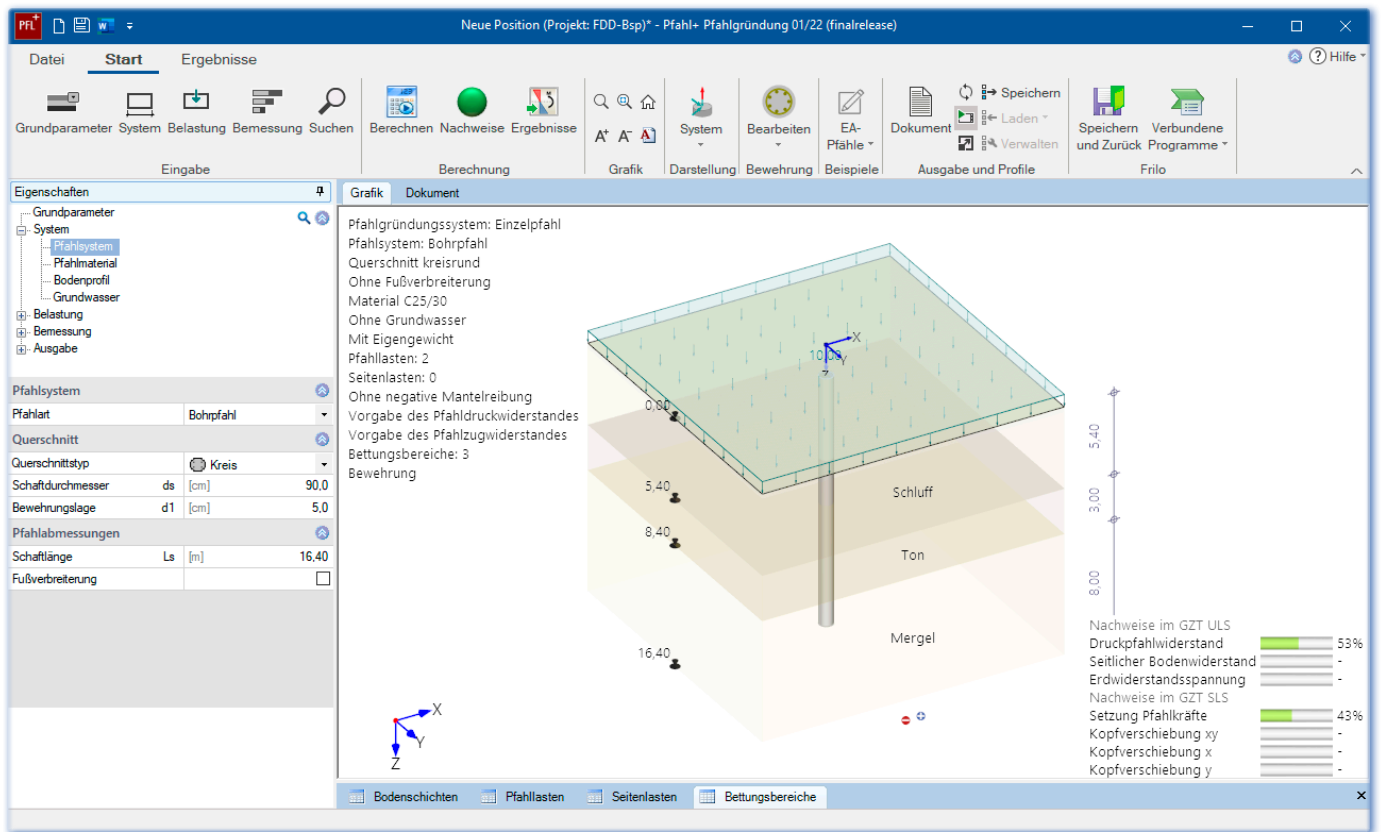 PFL+
Neue Position (Projekt: FDD-Bsp)* - Pfahl+ Pfahlgründung 01/22 (finalrelease)
Datei Start Ergebnisse
Hilfe
Grundparameter System Belastung Bemessung Suchen
Eingabe
Berechnen Nachweise Ergebnisse
Berechnung
Grafik
System
Darstellung
Bearbeiten
Bewehrung
EA-
Pfähle
Beispiele
Dokument
Speichern
Laden
Verwalten
Ausgabe und Profile
Speichern
und Zurück
Verbundene
Programme
Frilo
Eigenschaften
Grundparameter
System
Pfahlsystem
Pfahlmaterial
Bodenprofil
Grundwasser
Belastung
Bemessung
Ausgabe
Pfahlsystem
Pfahlart Bohrpfahl
Querschnitt
Querschnittstyp Kreis
Schaftdurchmesser ds [cm] 90,0
Bewehrungslage d1 [cm] 5,0
Pfahlabmessungen
Schaftlänge Ls [m] 16,40
Fußverbreiterung
Grafik Dokument
Pfahlgründungssystem: Einzelpfahl
Pfahlsystem: Bohrpfahl
Querschnitt kreisrund
Ohne Fußverbreiterung
Material C25/30
Ohne Grundwasser
Mit Eigengewicht
Pfahllasten: 2
Seitenlasten: 0
Ohne negative Mantelreibung
Vorgabe des Pfahldruckwiderstandes
Vorgabe des Pfahlzugwiderstandes
Bettungsbereiche: 3
Bewehrung
X
10,00
Y
Z
0,00
5,40
8,40
16,40
Schluff
Ton
Mergel
5,40
3,00
8,00
X
Y
Z
Nachweise im GZT ULS
Druckpfahlwiderstand 53%
Seitlicher Bodenwiderstand -
Erdwiderstandsspannung -
Nachweise im GZT SLS
Setzung Pfahlkräfte 43%
Kopfverschiebung xy -
Kopfverschiebung x -
Kopfverschiebung y -
Bodenschichten Pfahllasten Seitenlasten Bettungsbereiche